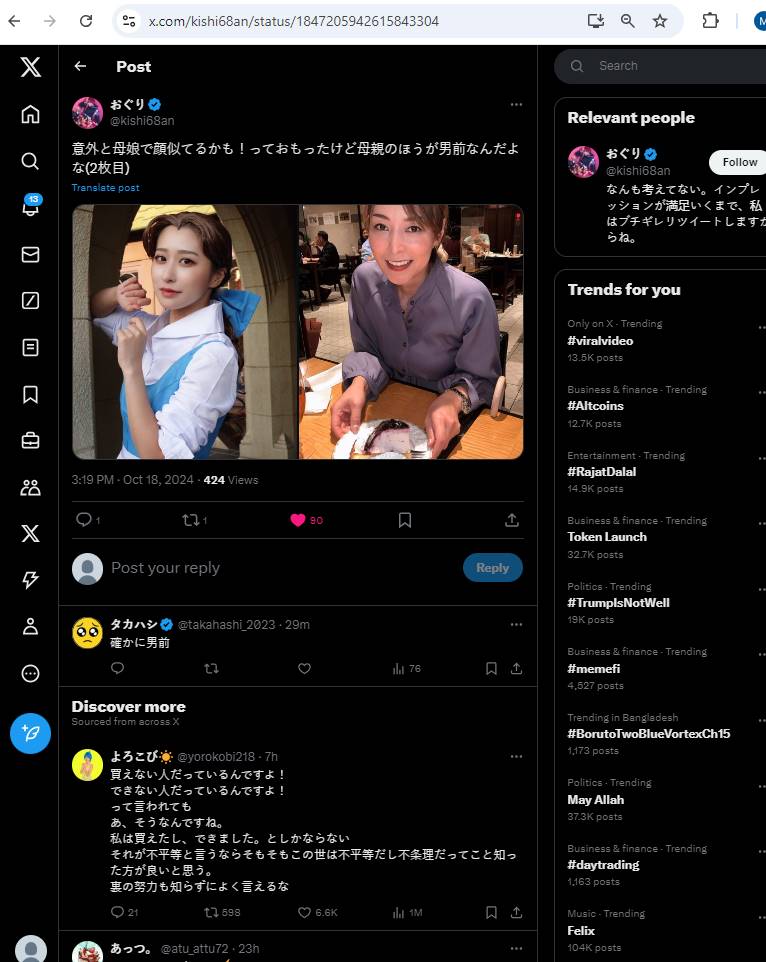 x.com/kishi68an/status/1847205942615843304
M
Post
Search
おぐり
@kishi68an
意外と母娘で顔似てるかも！っておもったけど母親のほうが男前なんだよ
な(2枚目)
Translate post
3:19 PM · Oct 18, 2024 · 424 Views
1
1
90
Post your reply
Reply
タカハシ @takahashi_2023 · 29m
確かに男前
76
Discover more
Sourced from across X
よろこび☀️ @yorokobi218 · 7h
買えない人だっているんですよ！
できない人だっているんですよ！
って言われても
あ、そうなんですね。
私は買えたし、できました。としかならない
それが不平等と言うならそもそもこの世は不平等だし不条理だってこと知っ
た方が良いと思う。
裏の努力も知らずによく言えるな
21
598
6.6K
1M
あっつ。 @atu_attu72 · 23h
13
Relevant people
おぐり
@kishi68an
Follow
なんも考えてない。インプレ
ッションが満足いくまで、私
はブチギレリツイートしますか
らね。
Trends for you
Only on X · Trending
#viralvideo
13.5K posts
Business & finance · Trending
#Altcoins
12.7K posts
Entertainment · Trending
#RajatDalal
14.9K posts
Business & finance · Trending
Token Launch
32.7K posts
Politics · Trending
#TrumpIsNotWell
19K posts
Business & finance · Trending
#memefi
4,527 posts
Trending in Bangladesh
#BorutoTwoBlueVortexCh15
1,173 posts
Politics · Trending
May Allah
37.3K posts
Business & finance · Trending
#daytrading
1,163 posts
Music · Trending
Felix
104K posts